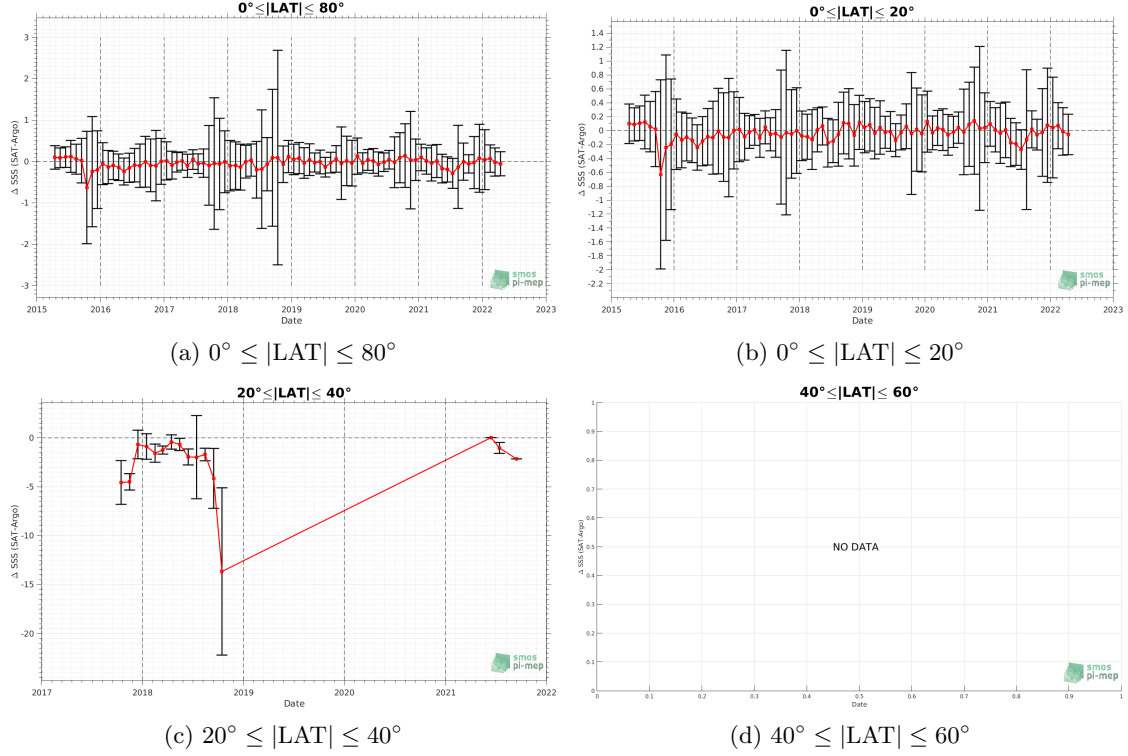 0°≤|LAT|≤ 80°
3
2
1
0
-1
-2
-3
Δ SSS (SAT-Argo)
2015 2016 2017 2018 2019 2020 2021 2022 2023
Date
smos
pi-mep
(a) 0° ≤ |LAT| ≤ 80°
0°≤|LAT|≤ 20°
1.4
1.2
1
0.8
0.6
0.4
0.2
0
-0.2
-0.4
-0.6
-0.8
-1
-1.2
-1.4
-1.6
-1.8
-2
-2.2
Δ SSS (SAT-Argo)
2015 2016 2017 2018 2019 2020 2021 2022 2023
Date
smos
pi-mep
(b) 0° ≤ |LAT| ≤ 20°
20°≤|LAT|≤ 40°
0
-5
-10
-15
-20
Δ SSS (SAT-Argo)
2017 2018 2019 2020 2021 2022
Date
smos
pi-mep
(c) 20° ≤ |LAT| ≤ 40°
40°≤|LAT|≤ 60°
1
0.9
0.8
0.7
0.6
0.5
0.4
0.3
0.2
0.1
0
Δ SSS (SAT-Argo)
NO DATA
0 0.1 0.2 0.3 0.4 0.5 0.6 0.7 0.8 0.9 1
Date
smos
pi-mep
(d) 40° ≤ |LAT| ≤ 60°